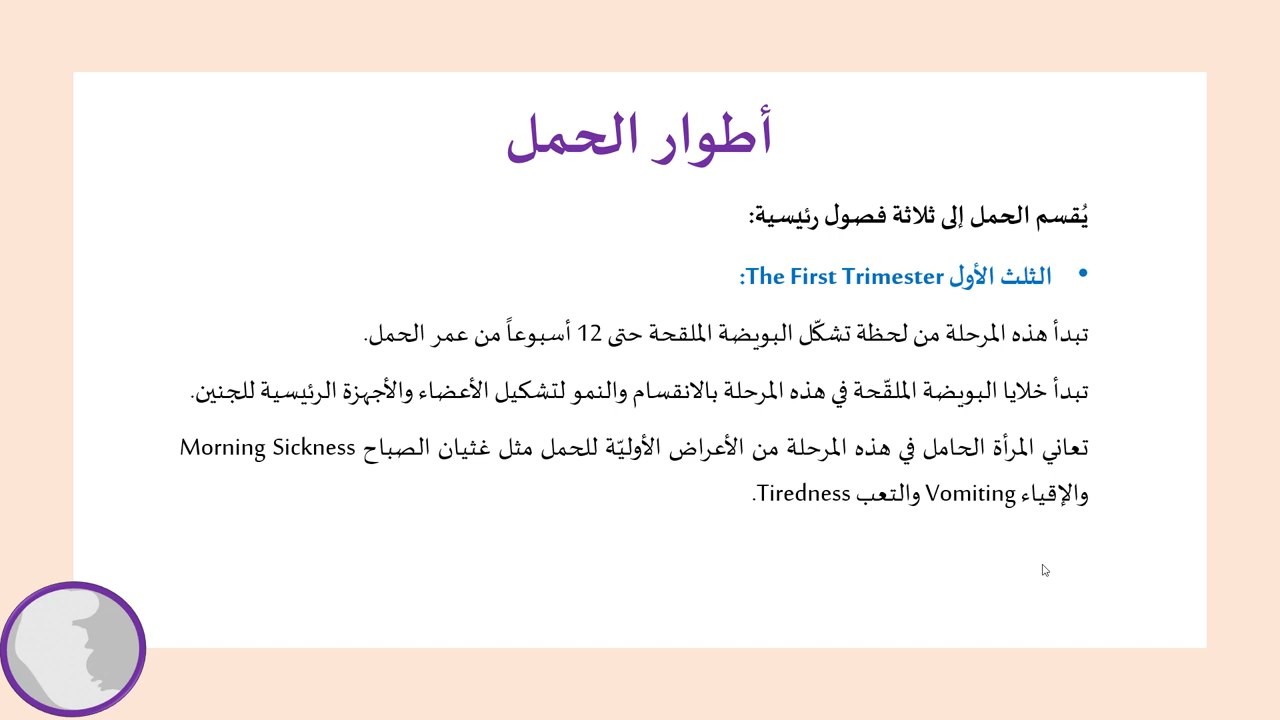 أطوار الحمل
يُقسم الحمل إلى ثلاثة فصول رئيسية:
• الثلث الأول The First Trimester:
تبدأ هذه المرحلة من لحظة تشكّل البويضة الملقحة حتى 12 أسبوعاً من عمر الحمل.
تبدأ خلايا البويضة الملقّحة في هذه المرحلة بالانقسام والنمو لتشكيل الأعضاء والأجهزة الرئيسية للجنين.
تعاني المرأة الحامل في هذه المرحلة من الأعراض الأوليّة للحمل مثل غثيان الصباح Morning Sickness
والإقياء Vomiting والتعب Tiredness.